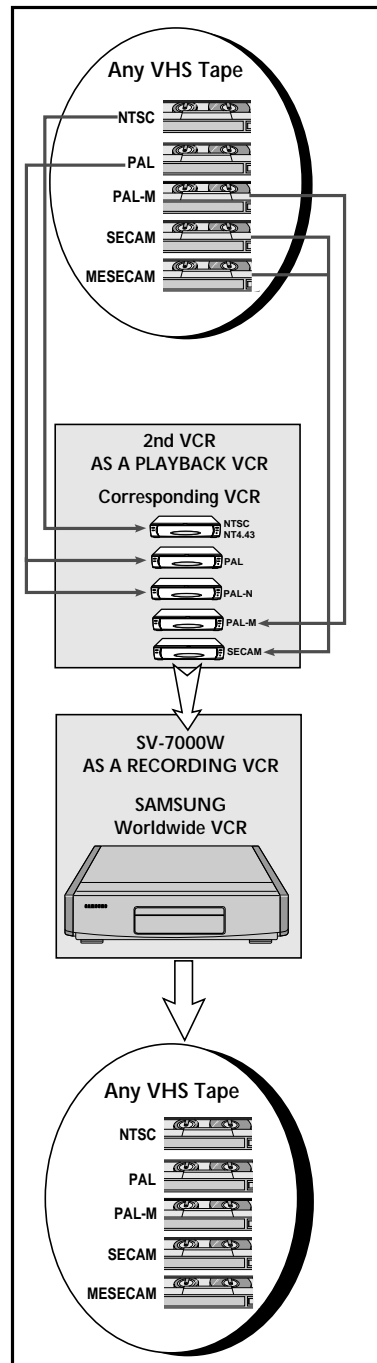 Any VHS Tape
NTSC
PAL
PAL-M
SECAM
MESECAM
2nd VCR
AS A PLAYBACK VCR
Corresponding VCR
NTSC
NT4.43
PAL
PAL-N
PAL-M
SECAM
SV-7000W
AS A RECORDING VCR
SAMSUNG
Worldwide VCR
SAMSUNG
Any VHS Tape
NTSC
PAL
PAL-M
SECAM
MESECAM